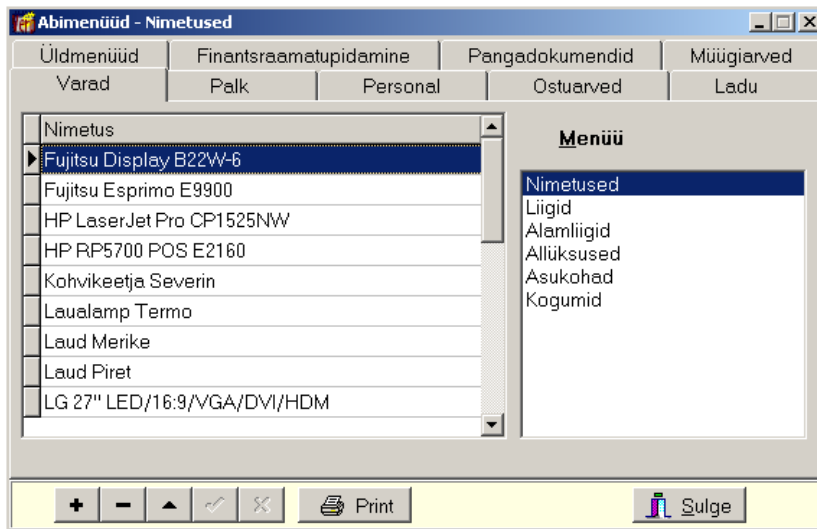 Abimenüüd - Nimetused
Üldmenüüd Finantsraamatupidamine Pangadokumendid Müügiarved
Varad Palk Personal Ostuarved Ladu
Nimetus
Fujitsu Display B22W-6
Fujitsu Esprimo E9900
HP LaserJet Pro CP1525NW
HP RP5700 POS E2160
Kohvikeetja Severin
Laualamp Termo
Laud Merike
Laud Piret
LG 27" LED/16:9/VGA/DVI/HDM
Menüü
Nimetused
Liigid
Alamliigid
Allüksused
Asukohad
Kogumid
Print Sulge